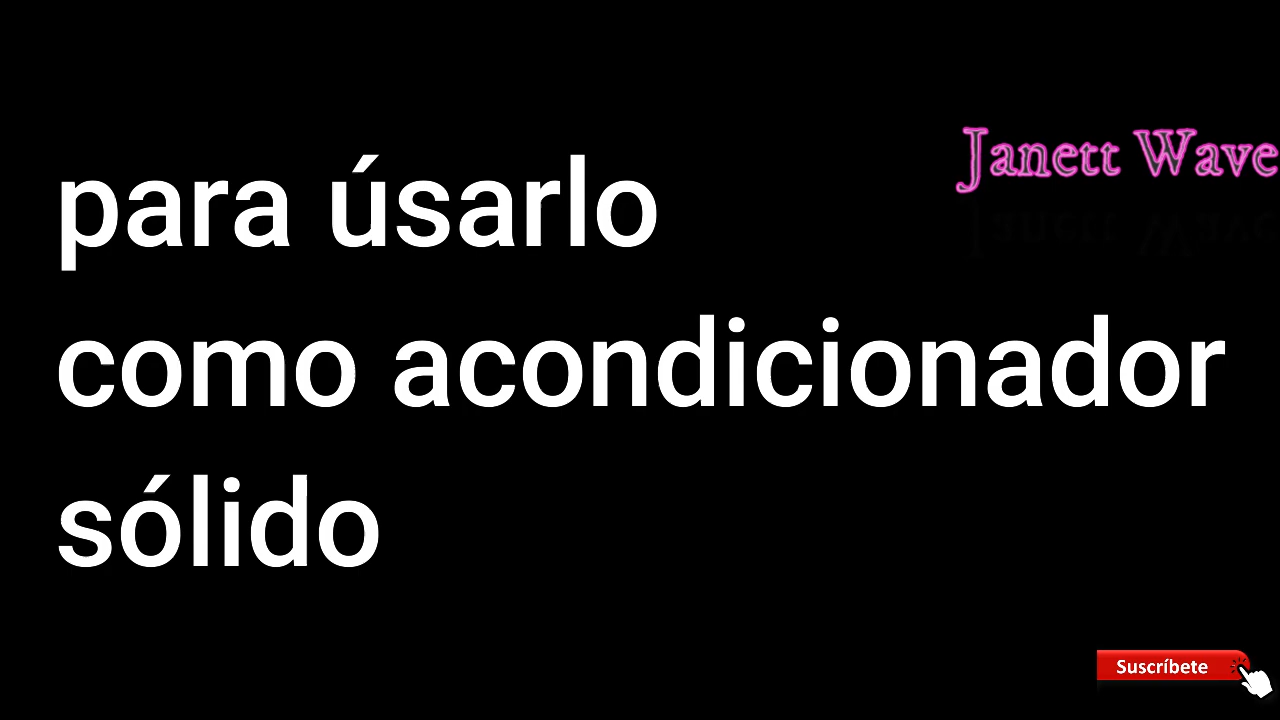 para úsarlo
Janett Wave
como acondicionador
sólido
Suscríbete